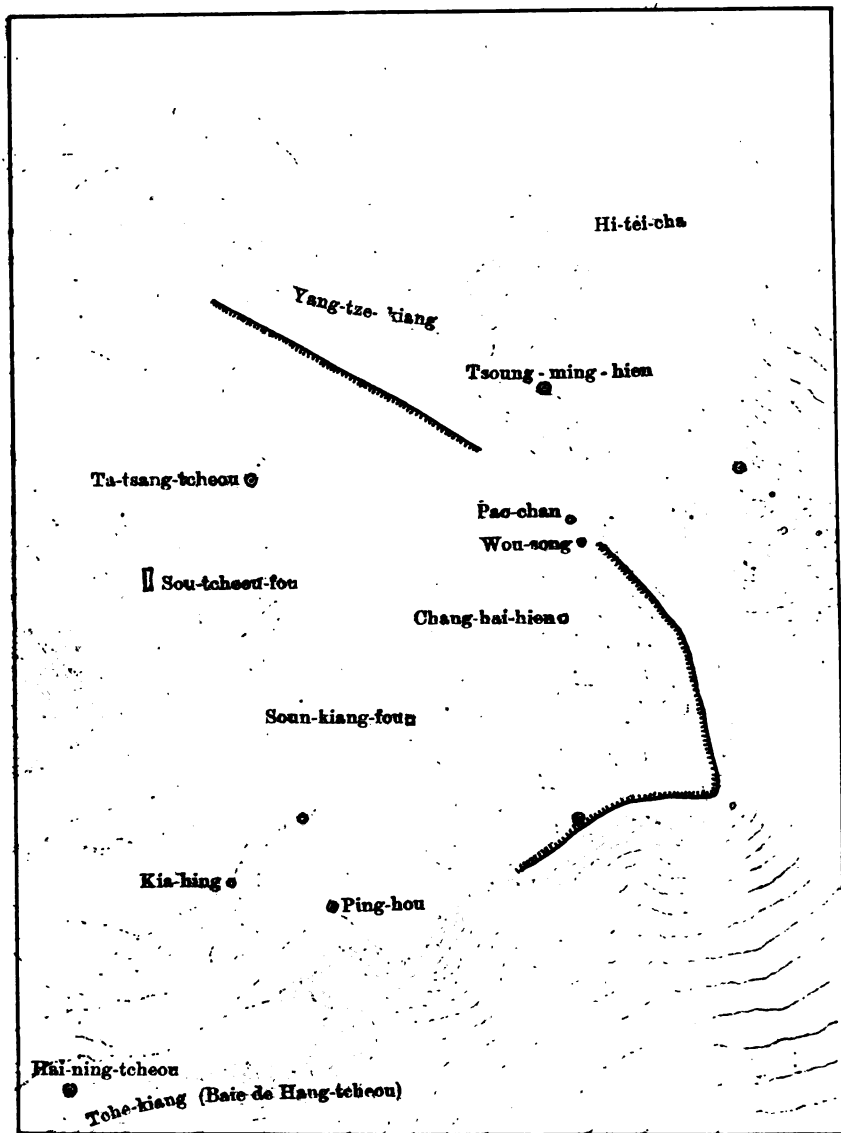 Hi-téi-cha
Yang-tze-kiang
Tsoung-ming-hien
Ta-tsang-tcheou
Pao-chan
Wou-song
Sou-tcheou-fou
Chang-hai-hien
Soun-kiang-fou
Kia-hing
Ping-hou
Hai-ning-tcheou
Tche-kiang (Baie de Hang-tcheou)